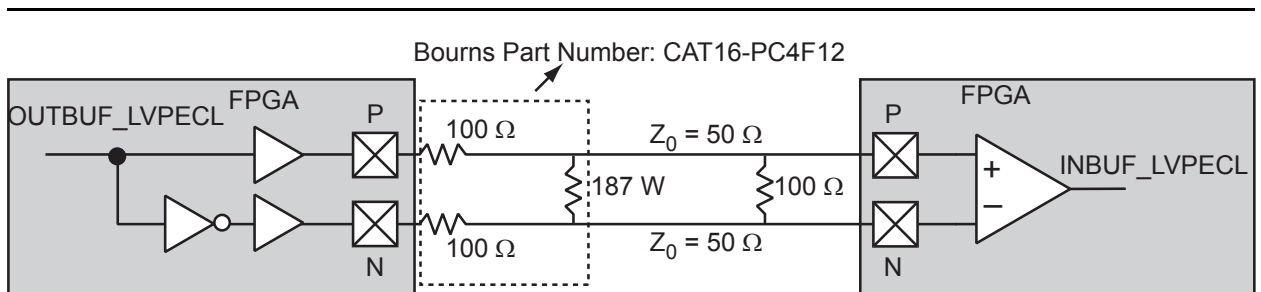 Bourns Part Number: CAT16-PC4F12
OUTBUF_LVPECL
FPGA
P
100 Ω
Z0 = 50 Ω
187 W
100 Ω
100 Ω
Z0 = 50 Ω
N
FPGA
P
+
−
INBUF_LVPECL
N